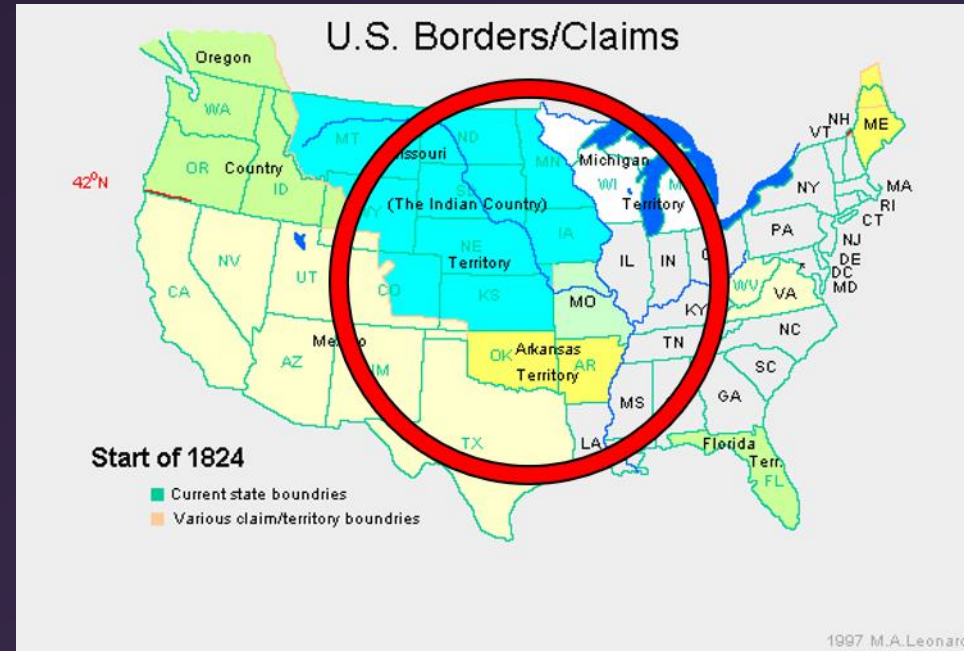 U.S. Borders/Claims
Oregon
WA
OR
Country
ID
42°N
MT
ND
ssouri
MN
SD
(The Indian Country)
WY
NE
Territory
IA
CO
KS
Michigan
WI
Territory
NV
UT
CA
AZ
TX
OK
Arkansas
AR
Territory
MO
IL
IN
KY
TN
MS
LA
WV
VA
NC
SC
GA
Florida
Terr.
FL
PA
NY
VT
NH
ME
MA
RI
CT
NJ
DE
DC
MD
Start of 1824
Current state boundries
Various claim/territory boundries
1997 M.A.Leonard